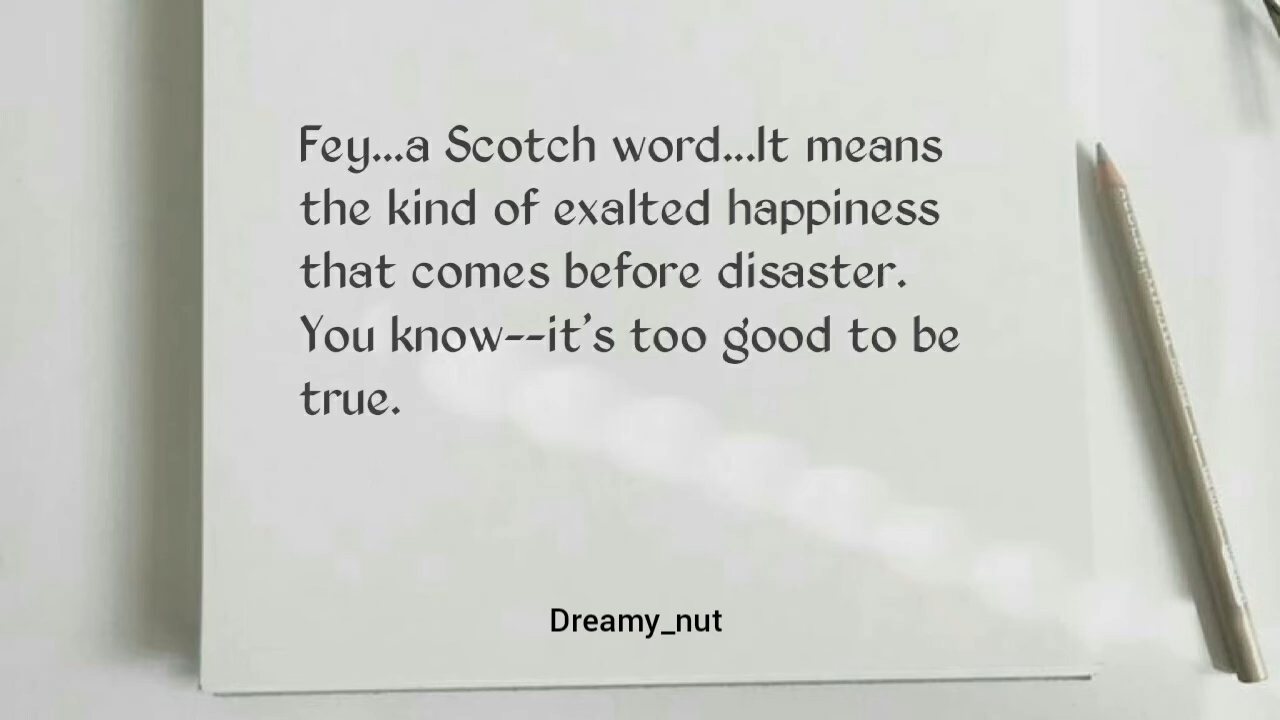 Fey...a Scotch word...It means
the kind of exalted happiness
that comes before disaster.
You know--it's too good to be
true.
Dreamy_nut